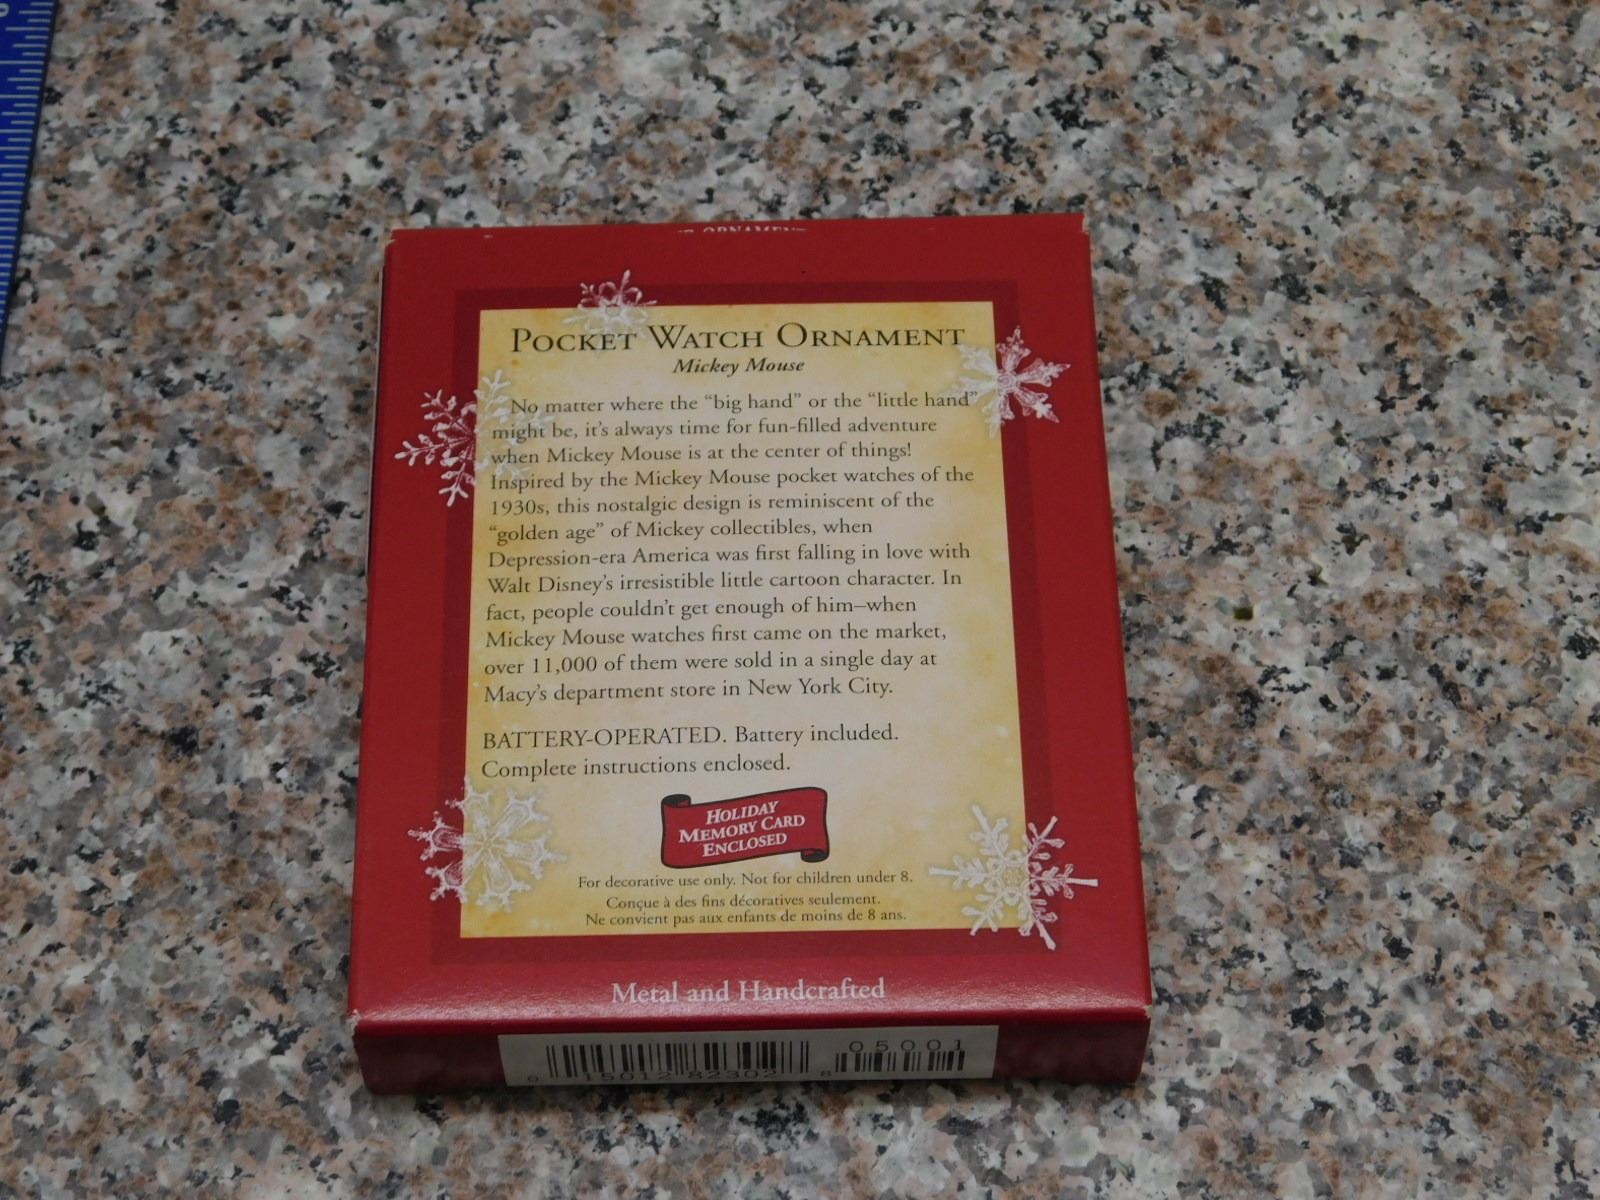 ORNAMENT
POCKET WATCH ORNAMENT
Mickey Mouse
No matter where the “big hand” or the “little hand”
might be, it’s always time for fun-filled adventure
when Mickey Mouse is at the center of things!
Inspired by the Mickey Mouse pocket watches of the
1930s, this nostalgic design is reminiscent of the
“golden age” of Mickey collectibles, when
Depression-era America was first falling in love with
Walt Disney’s irresistible little cartoon character. In
fact, people couldn’t get enough of him–when
Mickey Mouse watches first came on the market,
over 11,000 of them were sold in a single day at
Macy’s department store in New York City.
BATTERY-OPERATED. Battery included.
Complete instructions enclosed.
HOLIDAY
MEMORY CARD
ENCLOSED
For decorative use only. Not for children under 8.
Conçue à des fins décoratives seulement.
Ne convient pas aux enfants de moins de 8 ans.
Metal and Handcrafted
05001
0 15012 82302 8